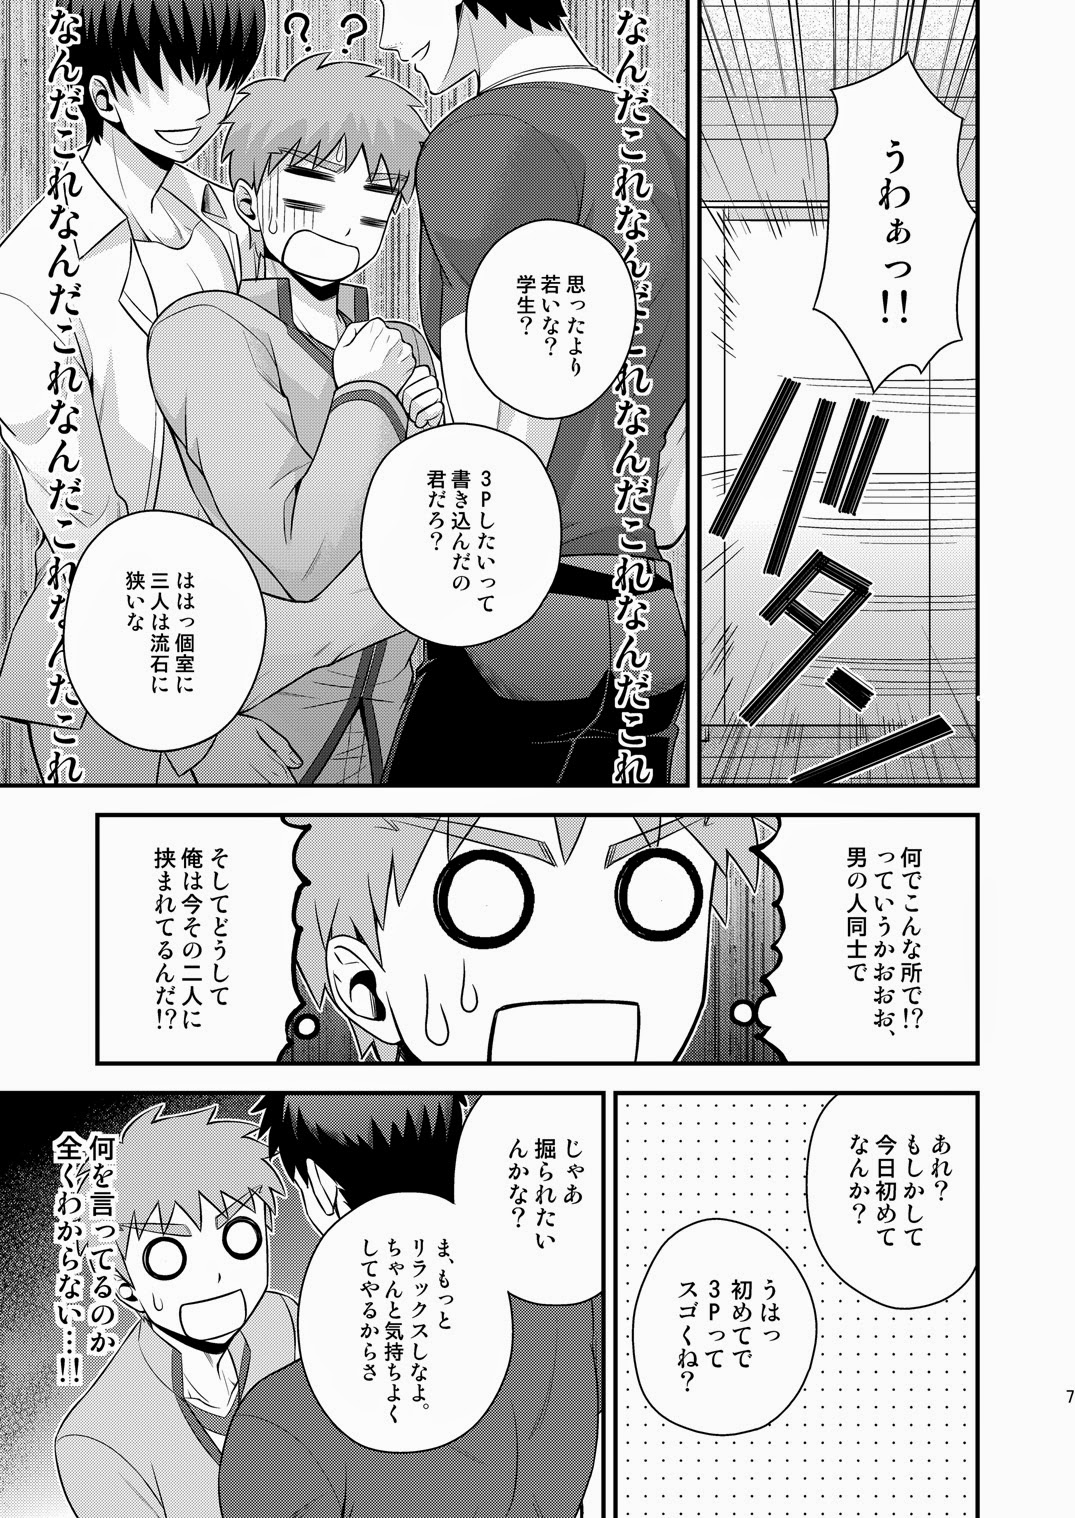 うわぁっ!!
バタン
なんだこれなんだこれなんだこれなんだこれ
思ったより
若いな?
学生?
3Pしたいって
書き込んだの
君だろ?
ははっ個室に
三人は流石に
狭いな
なんだこれなんだこれなんだこれなんだこれ
? ?
何でこんな所で!?
っていうかおおお、
男の人同士で
そしてどうして
俺は今その二人に
挟まれてるんだ!?
あれ?
もしかして
今日初めて
なんか?
うはっ
初めてで
3Pって
スゴくね?
じゃあ
掘られたい
んかな?
ま、もっと
リラックスしなよ。
ちゃんと気持ちよく
してやるからさ
何を言ってるのか
全くわからない…!!
7